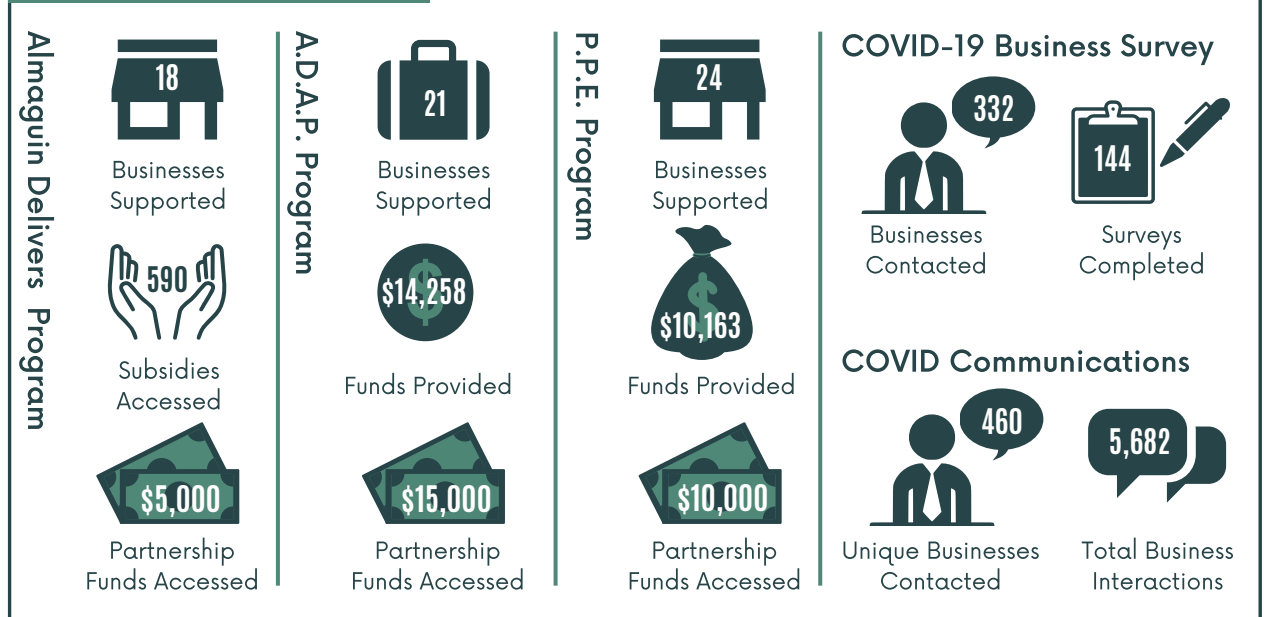 Almaguin Delivers Program
18
Businesses
Supported
590
Subsidies
Accessed
$5,000
Partnership
Funds Accessed
A.D.A.P. Program
21
Businesses
Supported
$14,258
Funds Provided
$15,000
Partnership
Funds Accessed
P.P.E. Program
24
Businesses
Supported
$10,163
Funds Provided
$10,000
Partnership
Funds Accessed
COVID-19 Business Survey
332
Businesses
Contacted
144
Surveys
Completed
COVID Communications
460
Unique Businesses
Contacted
5,682
Total Business
Interactions